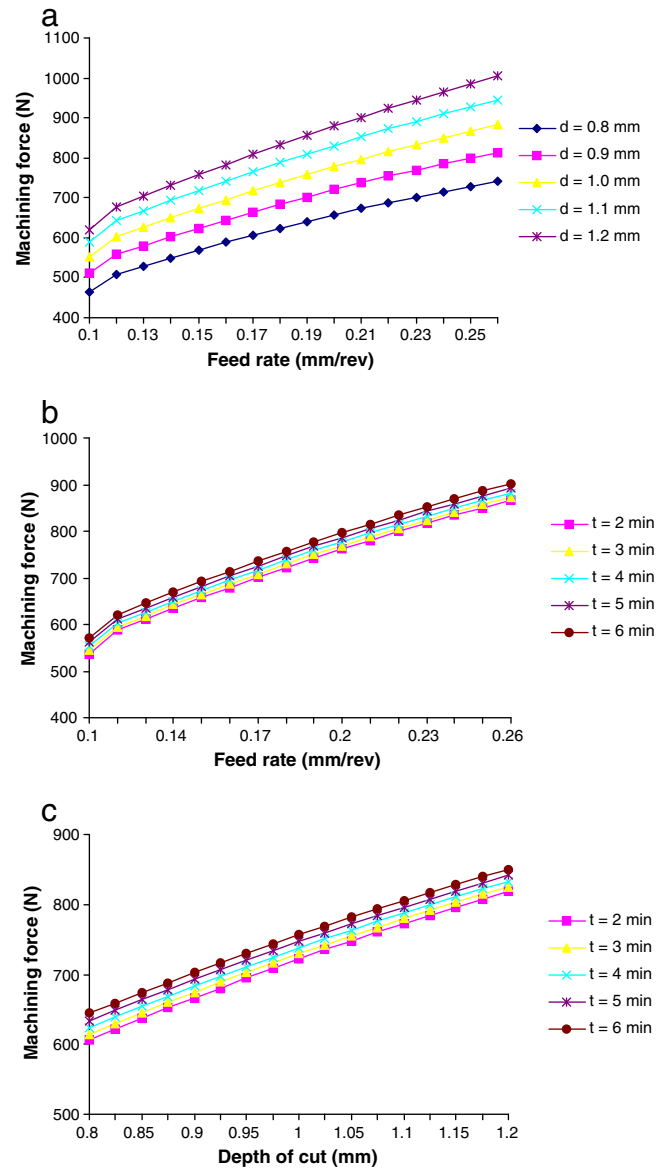 a
1100
1000
900
800
700
600
500
400
Machining force (N)
0.1 0.13 0.15 0.17 0.19 0.21 0.23 0.25
Feed rate (mm/rev)
d = 0.8 mm
d = 0.9 mm
d = 1.0 mm
d = 1.1 mm
d = 1.2 mm
b
1000
900
800
700
600
500
400
Machining force (N)
0.1 0.14 0.17 0.2 0.23 0.26
Feed rate (mm/rev)
t = 2 min
t = 3 min
t = 4 min
t = 5 min
t = 6 min
c
900
800
700
600
500
Machining force (N)
0.8 0.85 0.9 0.95 1 1.05 1.1 1.15 1.2
Depth of cut (mm)
t = 2 min
t = 3 min
t = 4 min
t = 5 min
t = 6 min